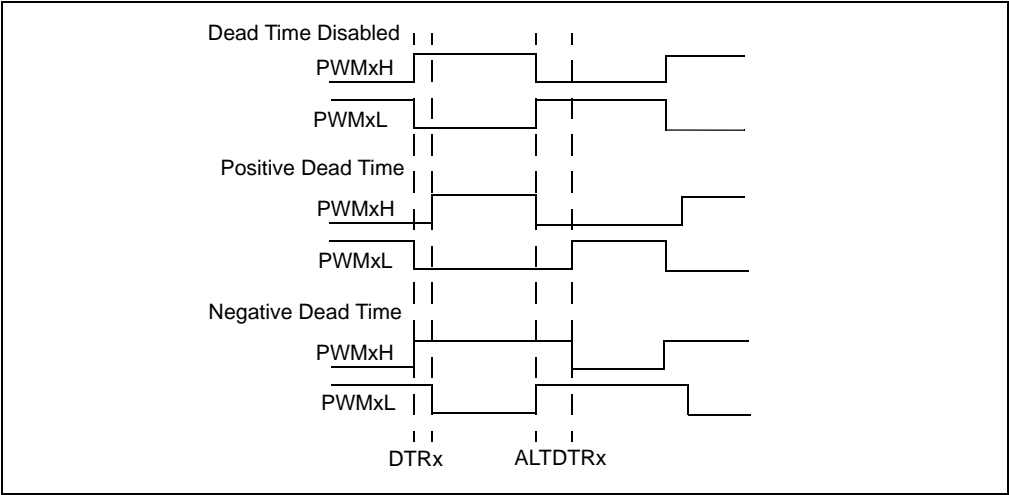 Dead Time Disabled
PWMxH
PWMxL
Positive Dead Time
PWMxH
PWMxL
Negative Dead Time
PWMxH
PWMxL
DTRx ALTDTRx